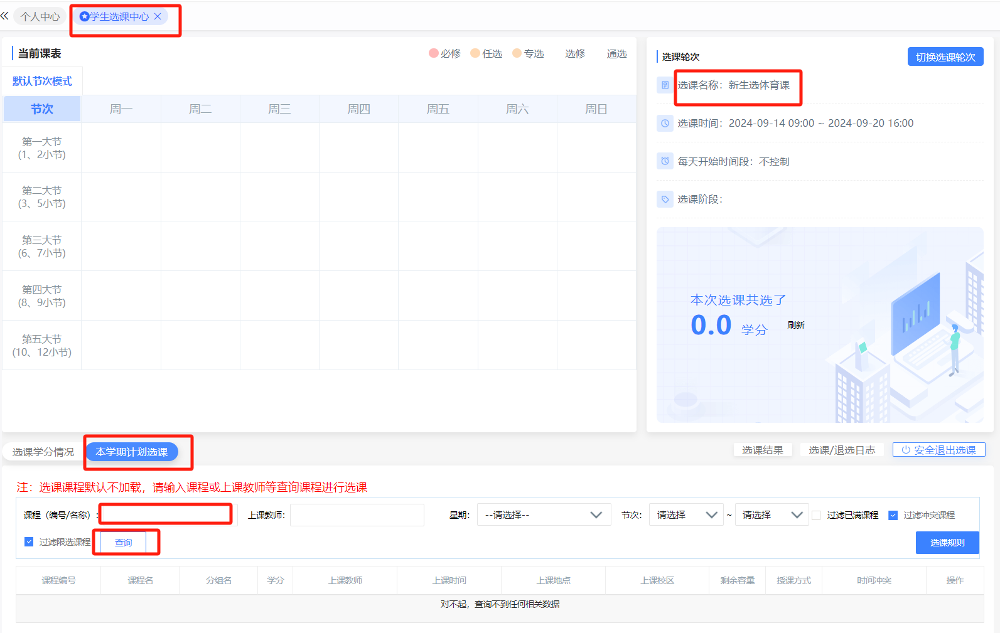 个人中心
学生选课中心
当前课表
必修 任选 专选 选修 通选
默认节次模式
节次 周一 周二 周三 周四 周五 周六 周日
第一大节
(1、2小节)
第二大节
(3、5小节)
第三大节
(6、7小节)
第四大节
(8、9小节)
第五大节
(10、12小节)
选课轮次
切换选课轮次
选课名称：新生选体育课
选课时间：2024-09-14 09:00 ~ 2024-09-20 16:00
每天开始时间段：不控制
选课阶段：
本次选课共选了
0.0 学分 刷新
选课学分情况 本学期计划选课 选课结果 选课/退选日志 安全退出选课
注：选课课程默认不加载，请输入课程或上课教师等查询课程进行选课
课程（编号/名称）: 上课教师: 星期: --请选择-- 节次: 请选择 ~ 请选择 过滤已满课程 过滤冲突课程
过滤限选课程 查询 选课规则
课程编号 课程名 分组名 学分 上课教师 上课时间 上课地点 上课校区 剩余容量 授课方式 时间冲突 操作
对不起，查询不到任何相关数据